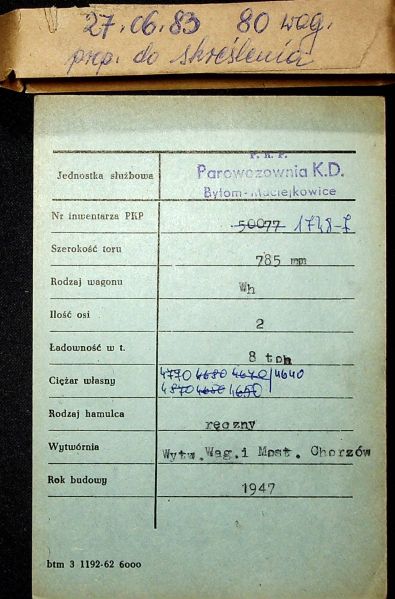 27.06.83 80 wag.
prp. do skreślenia
P. K. P.
Jednostka służbowa Parowozownia K.D.
Bytom-Maciejkowice
Nr inwentarza PKP 50077 1748-Z
Szerokość toru 785 mm
Rodzaj wagonu Wh
Ilość osi 2
Ładowność w t. 8 ton
4770 4680 4670/4640
Ciężar własny 4870 4650
Rodzaj hamulca ręczny
Wytwórnia Wytw. Wag. i Most. Chorzów
Rok budowy 1947
btm 3 1192-62 6000